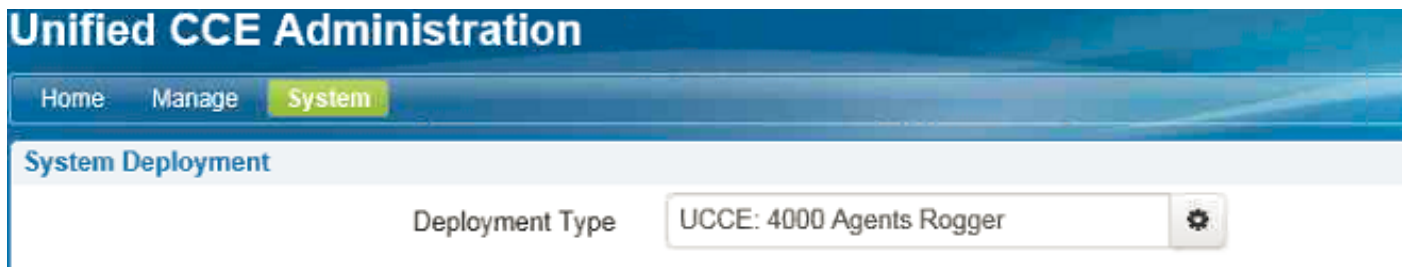 Unified CCE Administration
Home Manage System
System Deployment
Deployment Type UCCE: 4000 Agents Rogger